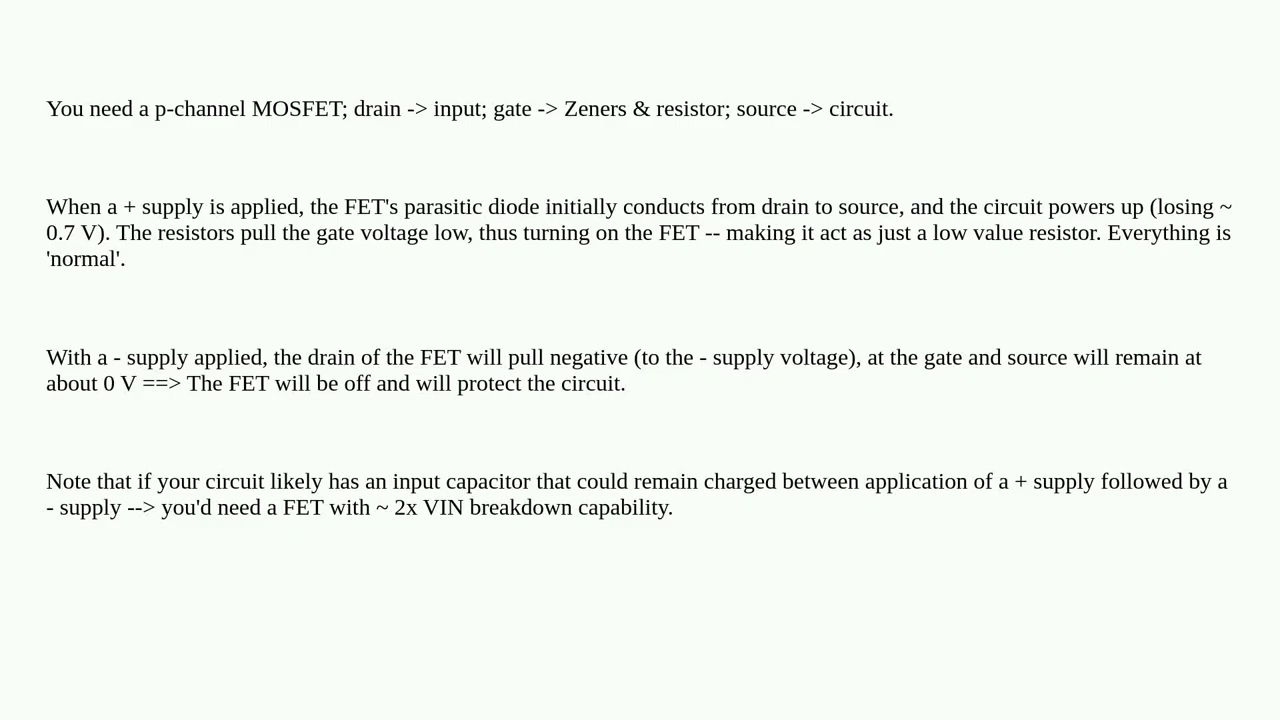 You need a p-channel MOSFET; drain -> input; gate -> Zeners & resistor; source -> circuit.
When a + supply is applied, the FET's parasitic diode initially conducts from drain to source, and the circuit powers up (losing ~
0.7 V). The resistors pull the gate voltage low, thus turning on the FET -- making it act as just a low value resistor. Everything is
'normal'.
With a - supply applied, the drain of the FET will pull negative (to the - supply voltage), at the gate and source will remain at
about 0 V ==> The FET will be off and will protect the circuit.
Note that if your circuit likely has an input capacitor that could remain charged between application of a + supply followed by a
- supply --> you'd need a FET with ~ 2x VIN breakdown capability.